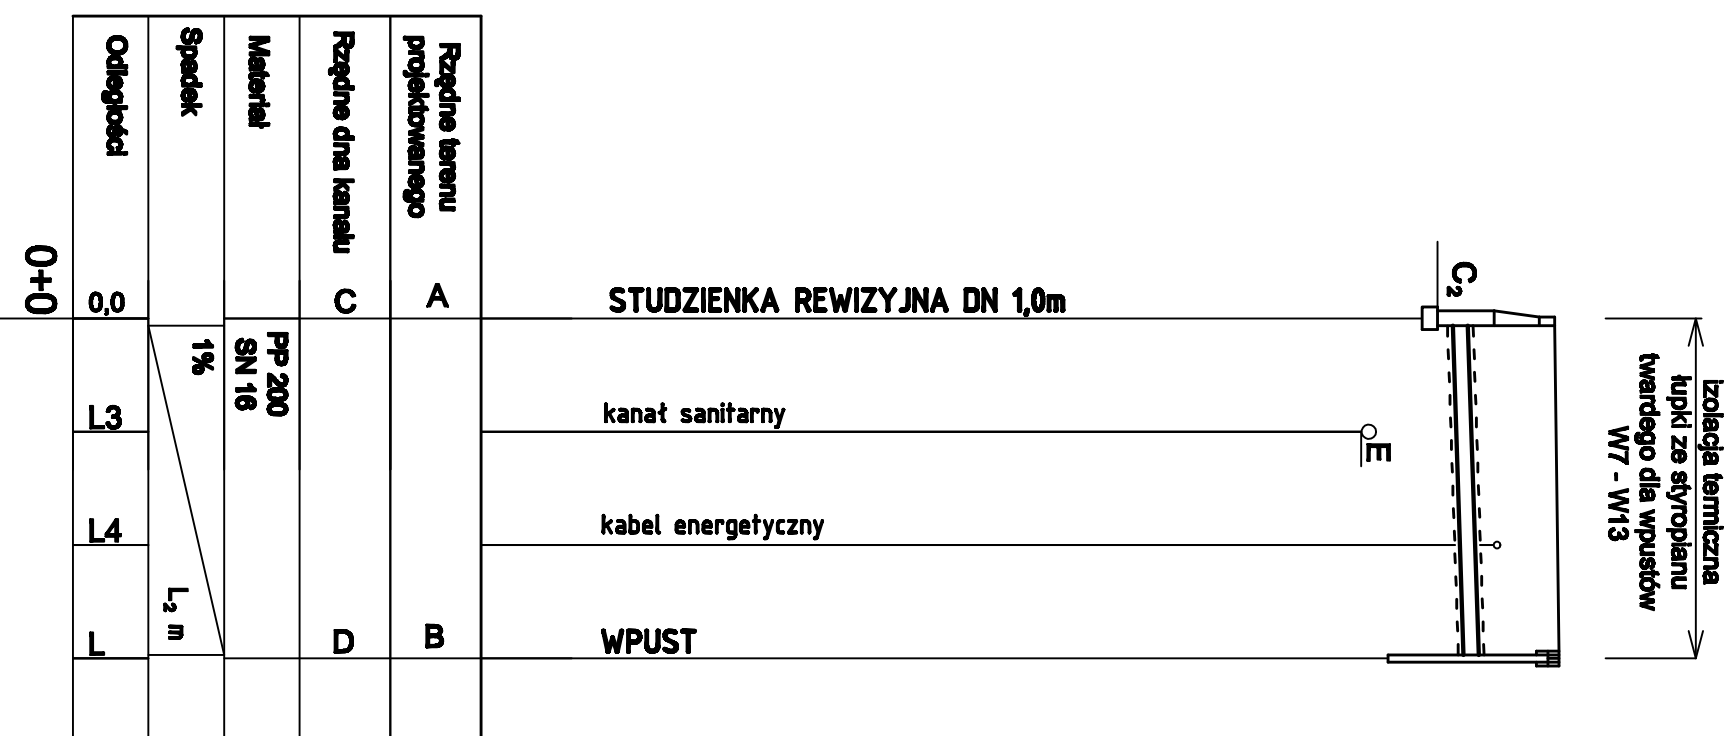 Rzędne terenu
projektowanego
Rzędne dna kanału
Materiał
Spadek
Odległości
0+0
0,0
C
A
STUDZIENKA REWIZYJNA DN 1,0m
C₂
1%
PP 200
SN 16
L3
kanał sanitarny
E
L4
kabel energetyczny
L₂ m
L
D
B
WPUST
izolacja termiczna
łupki ze styropianu
twardego dla wpustów
W7 - W13